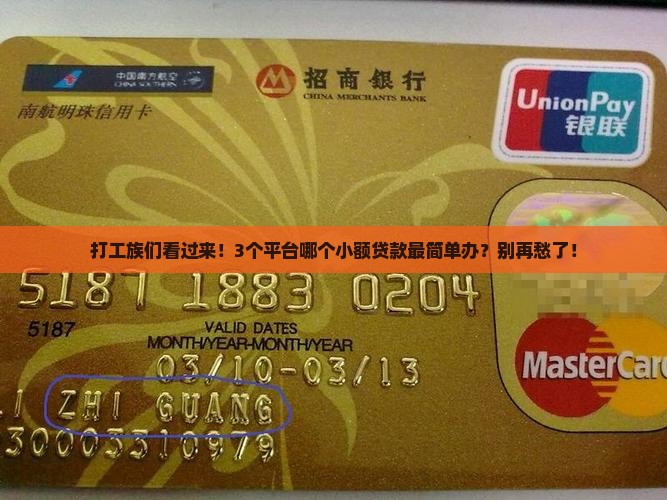 中国南方航空
CHINA SOUTHERN
南航明珠信用卡
招商銀行
CHINA MERCHANTS BANK
UnionPay
银联
打工族们看过来！3个平台哪个小额贷款最简单办？别再愁了！
5187 1883 0204
5187
VALID DATES
MONTH/YEAR-MONTH/YEAR
03/10-03/13
MasterCard
ZHI GUANG
30003310979